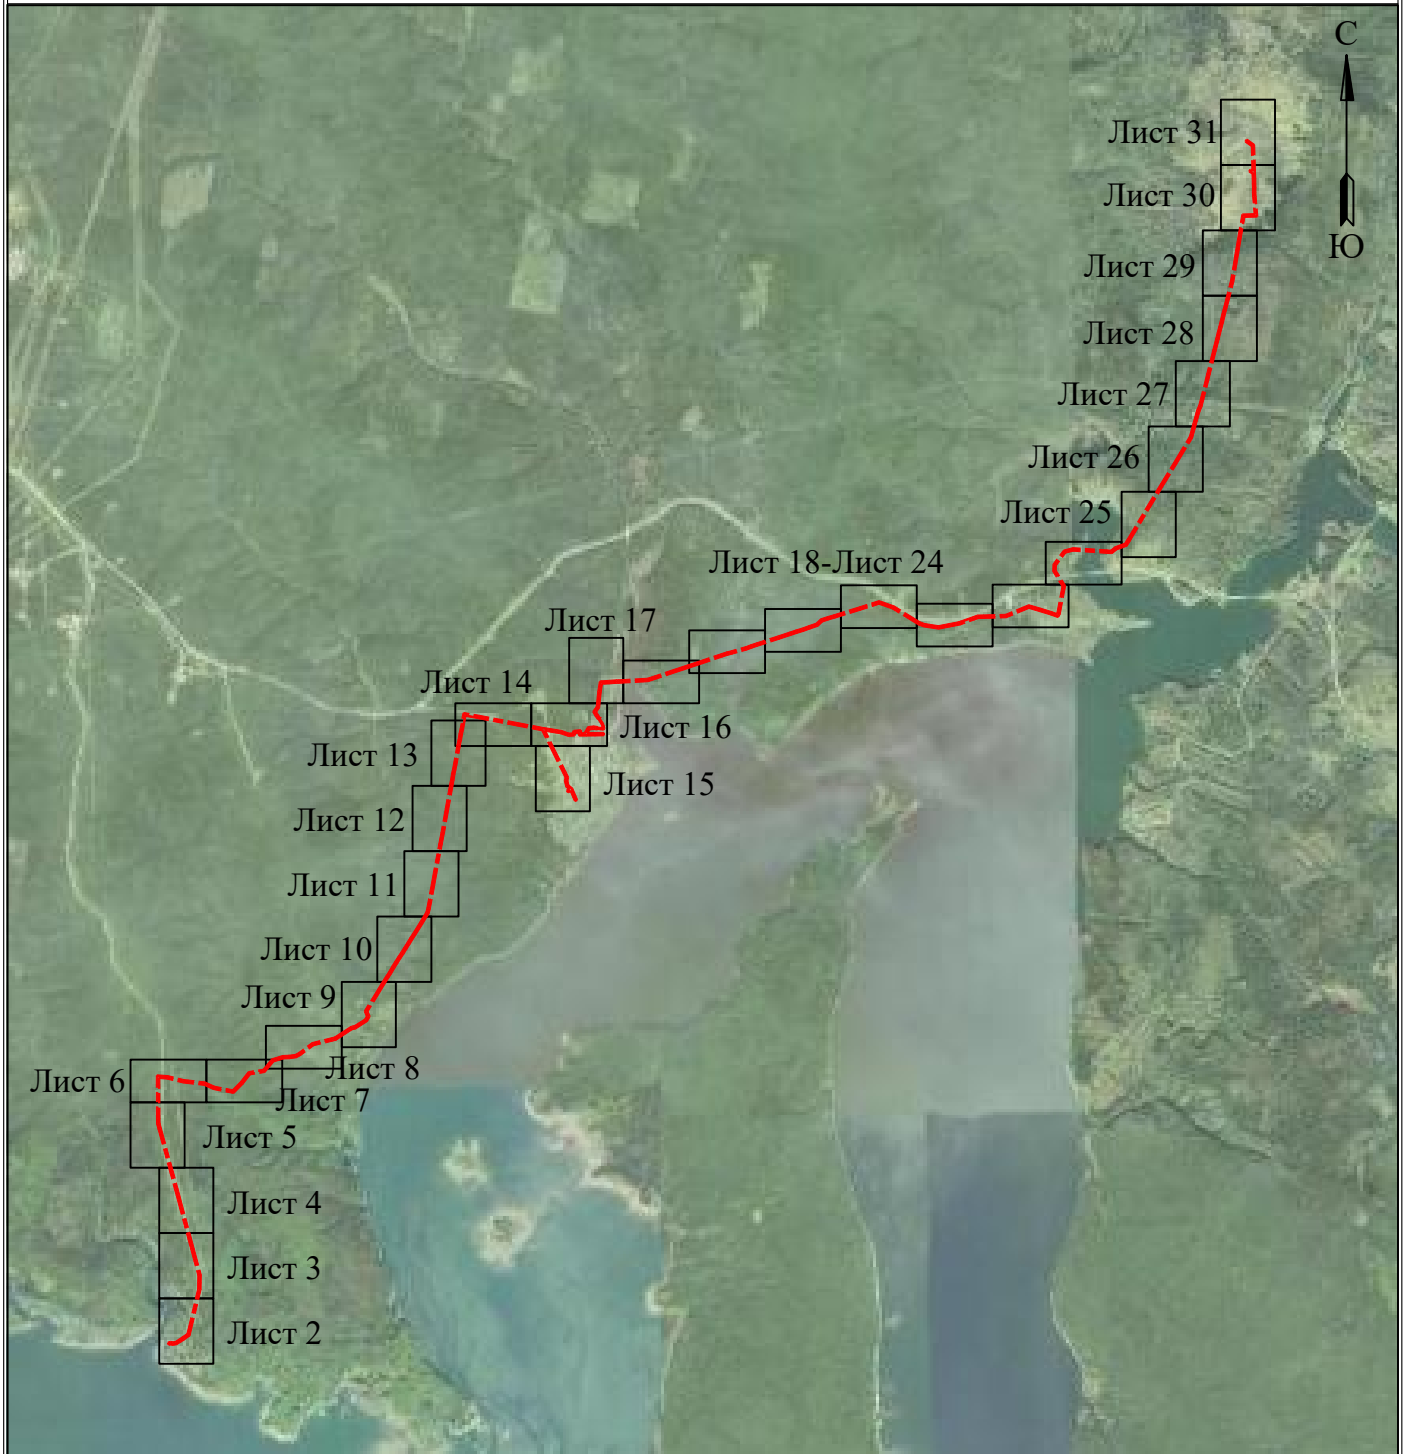 С
Лист 31
Лист 30
Ю
Лист 29
Лист 28
Лист 27
Лист 26
Лист 25
Лист 18-Лист 24
Лист 17
Лист 14
Лист 16
Лист 13
Лист 15
Лист 12
Лист 11
Лист 10
Лист 9
Лист 8
Лист 6
Лист 7
Лист 5
Лист 4
Лист 3
Лист 2